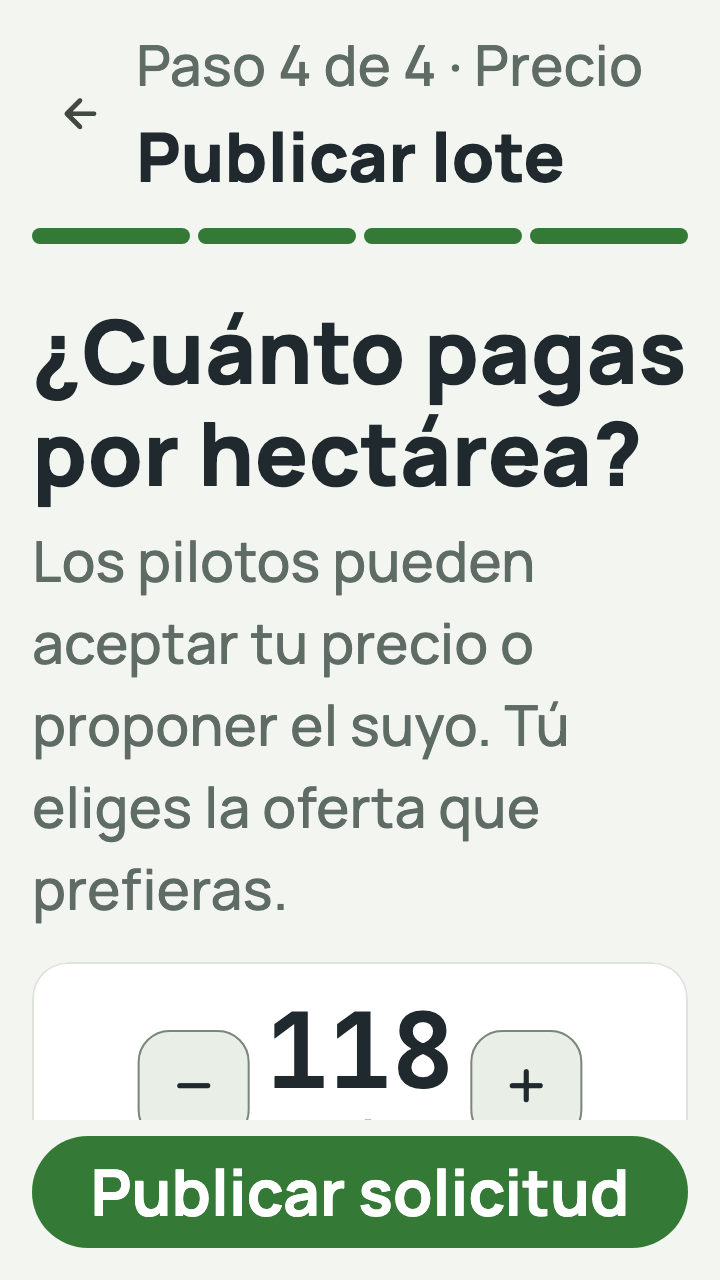 Paso 4 de 4 · Precio
Publicar lote
¿Cuánto pagas
por hectárea?
Los pilotos pueden
aceptar tu precio o
proponer el suyo. Tú
eliges la oferta que
prefieras.
− 118 +
Publicar solicitud